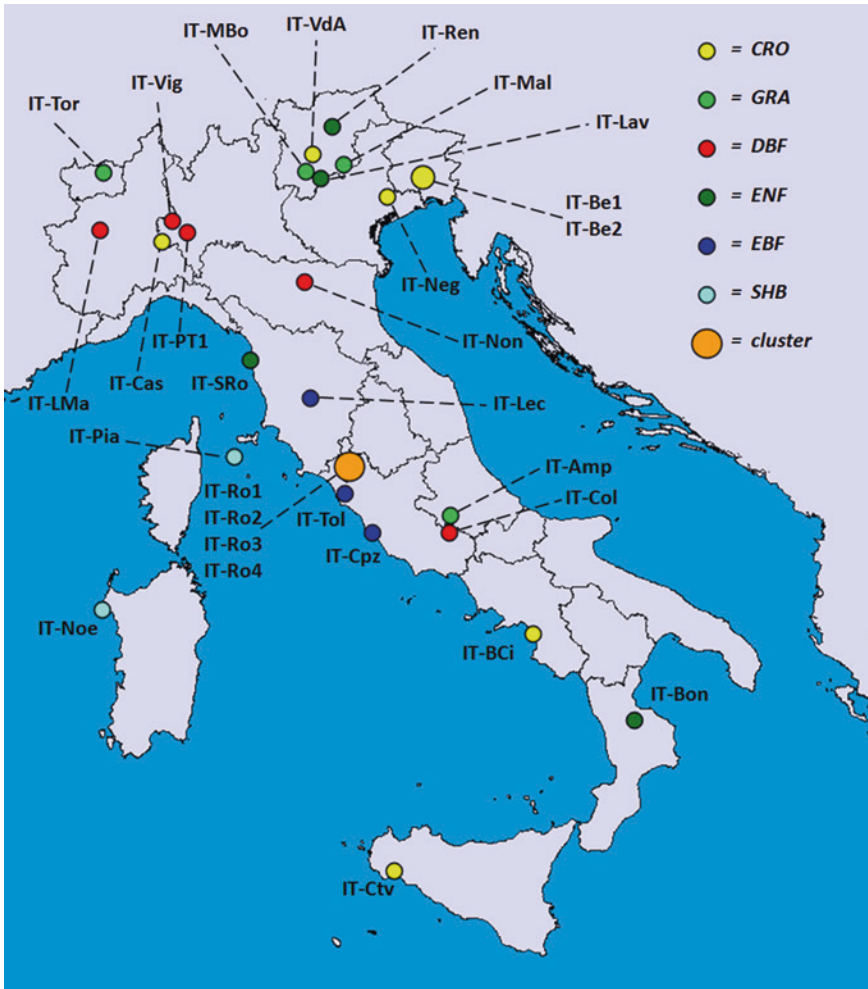 IT-MBo
IT-VdA
IT-Ren
IT-Vig
IT-Mal
IT-Tor
IT-Lav
IT-Be1
IT-Be2
IT-Neg
IT-Non
IT-PT1
IT-Cas
IT-SRo
IT-LMa
IT-Lec
IT-Pia
IT-Ro1
IT-Ro2
IT-Ro3
IT-Ro4
IT-Tol
IT-Cpz
IT-Amp
IT-Col
IT-Noe
IT-BCi
IT-Bon
IT-Ctv
= CRO
= GRA
= DBF
= ENF
= EBF
= SHB
= cluster